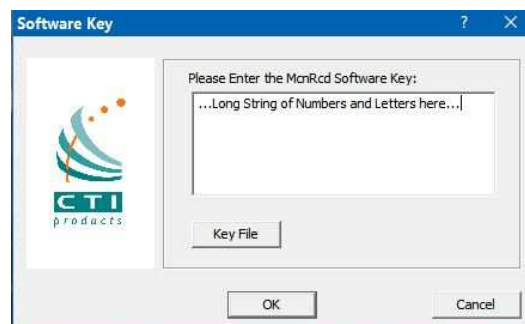 Software Key
? ×
Please Enter the McnRcd Software Key:
...Long String of Numbers and Letters here...
CTI
products
Key File
OK
Cancel